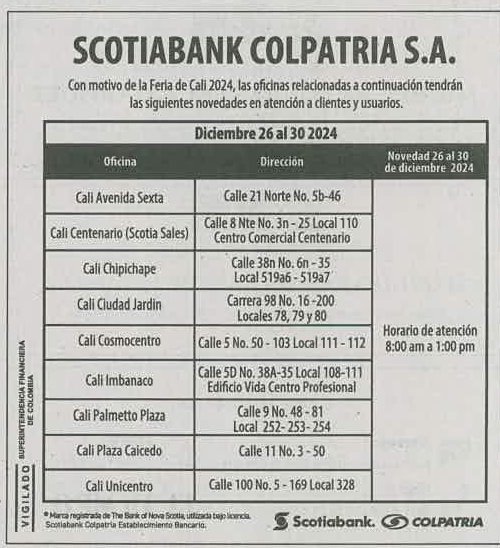 SCOTIABANK COLPATRIA S.A.
Con motivo de la Feria de Cali 2024, las oficinas relacionadas a continuación tendrán
las siguientes novedades en atención a clientes y usuarios.
Diciembre 26 al 30 2024
Oficina Dirección Novedad 26 al 30
de diciembre 2024
Cali Avenida Sexta Calle 21 Norte No. 5b-46
Cali Centenario (Scotia Sales) Calle 8 Nte No. 3n - 25 Local 110
Centro Comercial Centenario
Cali Chipichape Calle 38n No. 6n - 35
Local 519a6 - 519a7
Cali Ciudad Jardin Carrera 98 No. 16 -200
Locales 78, 79 y 80
Cali Cosmocentro Calle 5 No. 50 - 103 Local 111 - 112
Horario de atención
8:00 am a 1:00 pm
Cali Imbanaco Calle 5D No. 38A-35 Local 108-111
Edificio Vida Centro Profesional
Cali Palmetto Plaza Calle 9 No. 48 - 81
Local 252- 253- 254
Cali Plaza Caicedo Calle 11 No. 3 - 50
Cali Unicentro Calle 100 No. 5 - 169 Local 328
VIGILADO SUPERINTENDENCIA FINANCIERA
DE COLOMBIA
* Marca registrada de The Bank of Nova Scotia, utilizada bajo licencia.
Scotiabank Colpatria Establecimiento Bancario.
Scotiabank. COLPATRIA